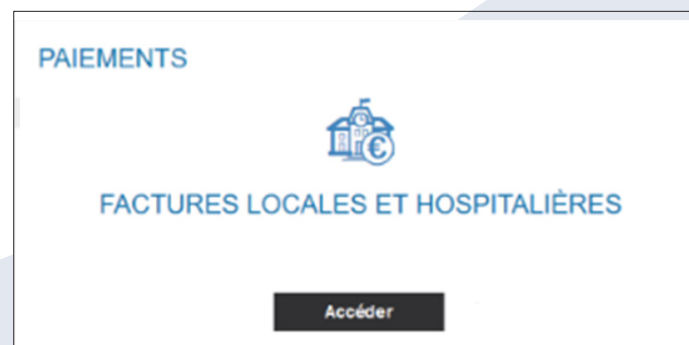 PAIEMENTS
€
FACTURES LOCALES ET HOSPITALIÈRES
Accéder